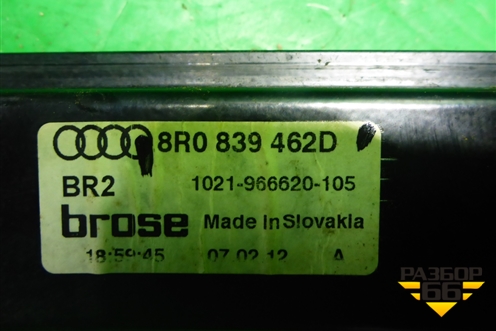 8R0 839 462D
BR2 1021-966620-105
brose Made In Slovakia
18:59:45 07.02.12 A
РАЗБОР
66